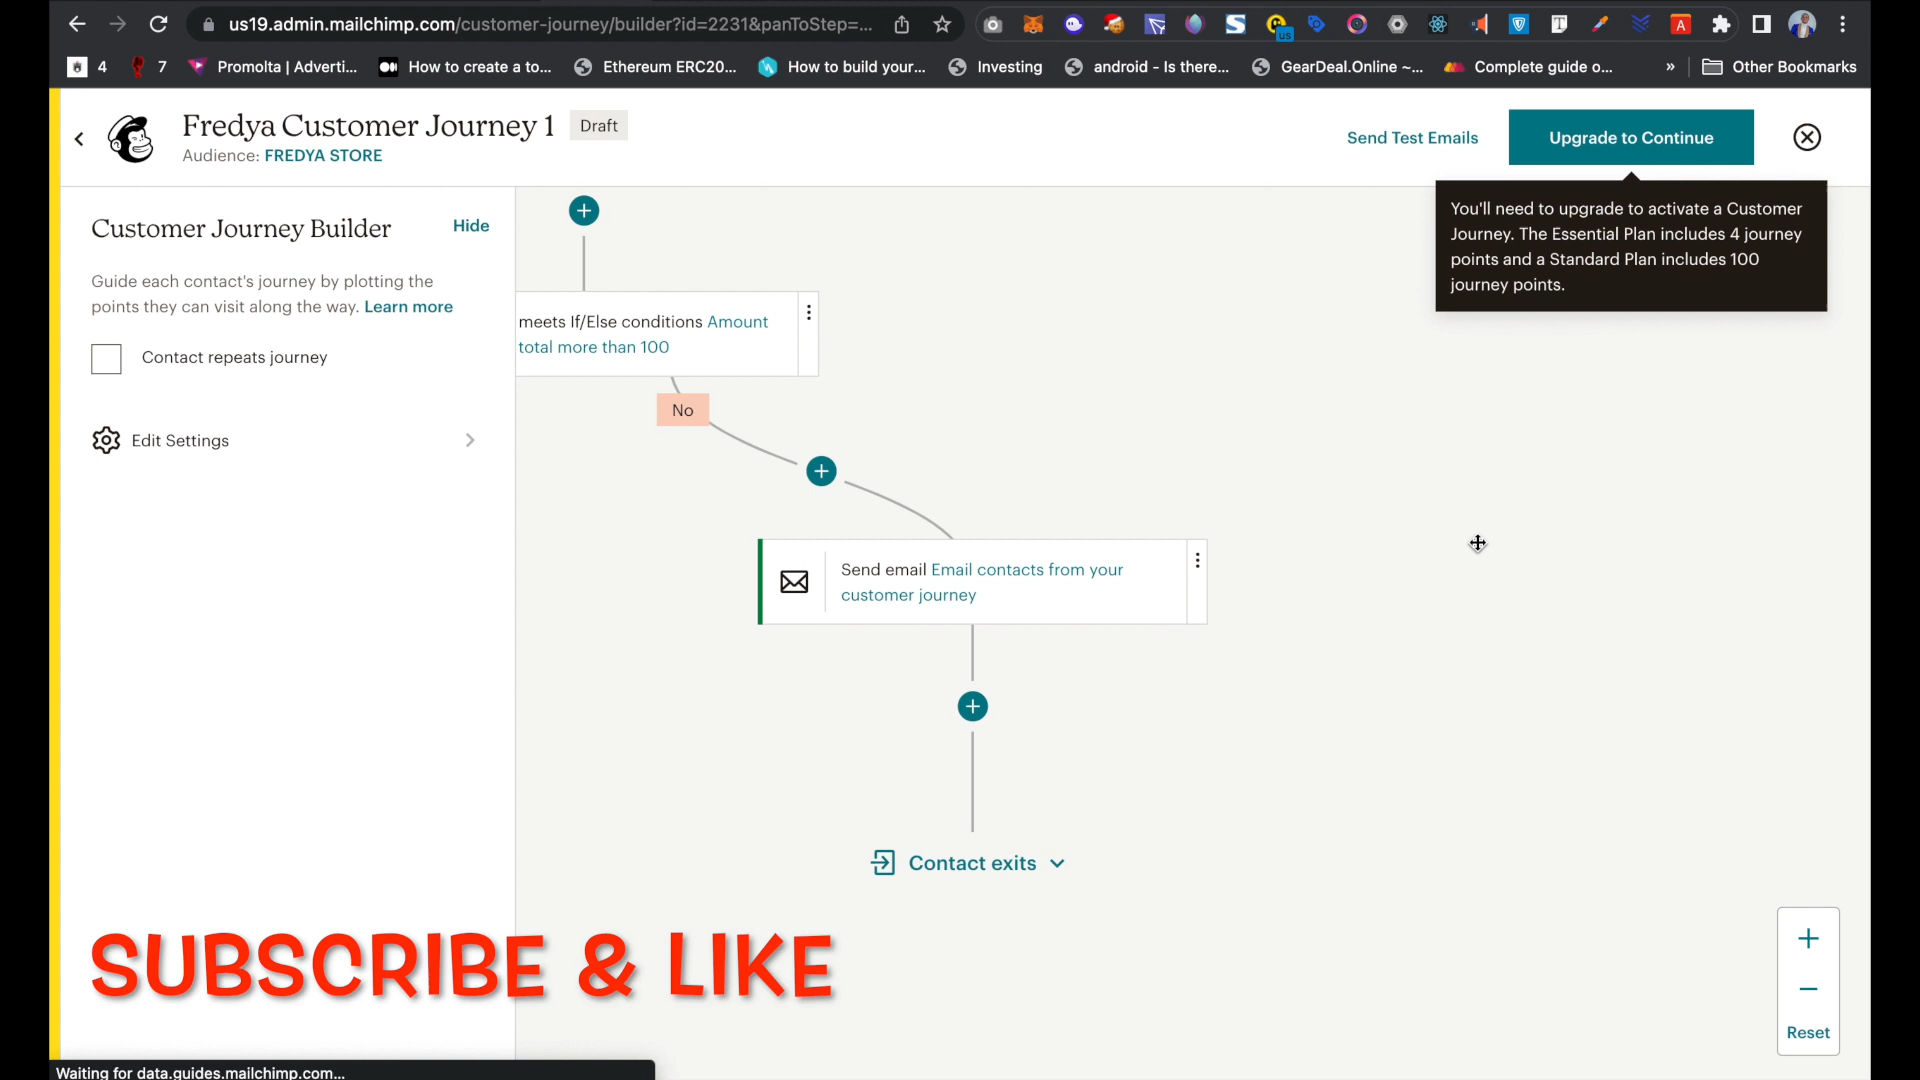 us19.admin.mailchimp.com/customer-journey/builder?id=2231&panToStep=...
us
A
4
7
Promolta | Adverti...
How to create a to...
Ethereum ERC20...
How to build your...
Investing
android - Is there...
GearDeal.Online ~...
Complete guide o...
»
Other Bookmarks
Fredya Customer Journey 1
Draft
Audience: FREDYA STORE
Send Test Emails
Upgrade to Continue
You'll need to upgrade to activate a Customer
Journey. The Essential Plan includes 4 journey
points and a Standard Plan includes 100
journey points.
Customer Journey Builder
Hide
Guide each contact's journey by plotting the
points they can visit along the way. Learn more
Contact repeats journey
Edit Settings
meets If/Else conditions Amount
total more than 100
No
Send email Email contacts from your
customer journey
Contact exits
SUBSCRIBE & LIKE
Reset
Waiting for data.guides.mailchimp.com...